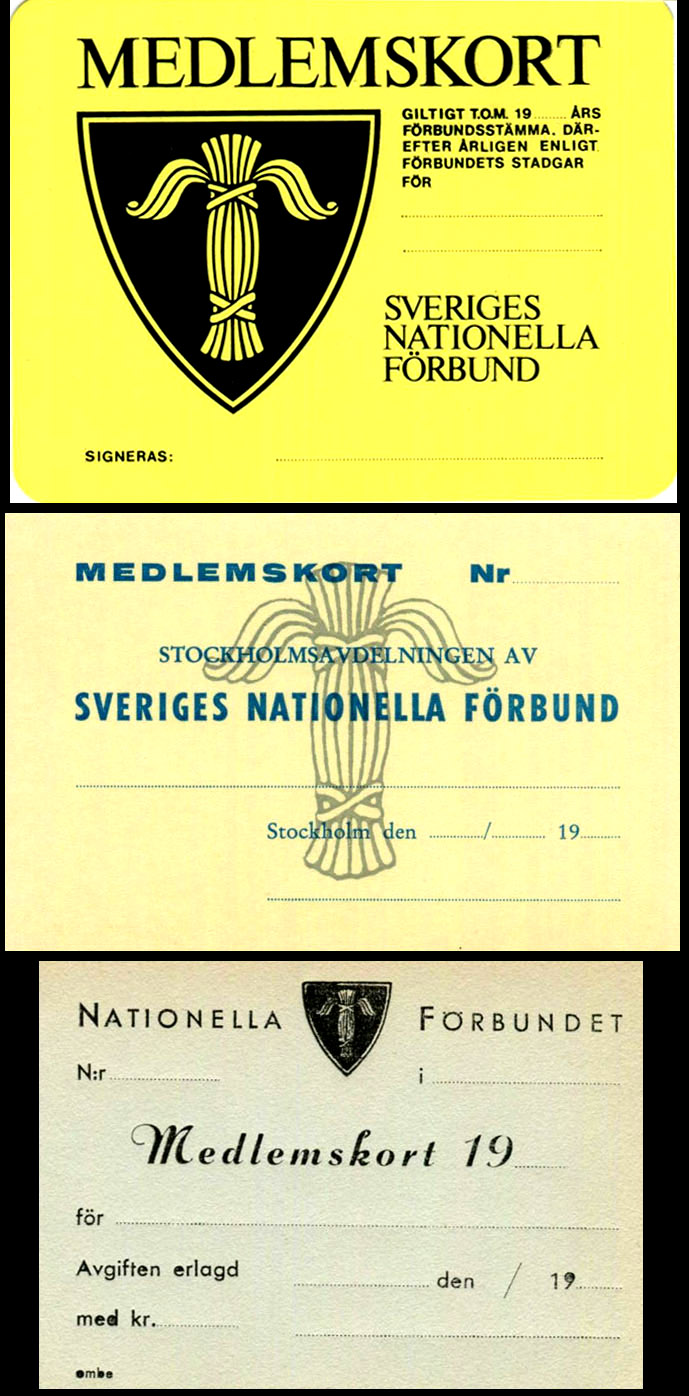 MEDLEMSKORT
GILTIGT T.O.M. 19........ ÅRS
FÖRBUNDSSTÄMMA. DÄR-
EFTER ÅRLIGEN ENLIGT
FÖRBUNDETS STADGAR
FÖR
SVERIGES
NATIONELLA
FÖRBUND
SIGNERAS:
MEDLEMSKORT Nr
STOCKHOLMSAVDELNINGEN AV
SVERIGES NATIONELLA FÖRBUND
Stockholm den ............/............ 19.........
NATIONELLA FÖRBUNDET
N:r i
Medlemskort 19
för
Avgiften erlagd den / 19
med kr.
ombe